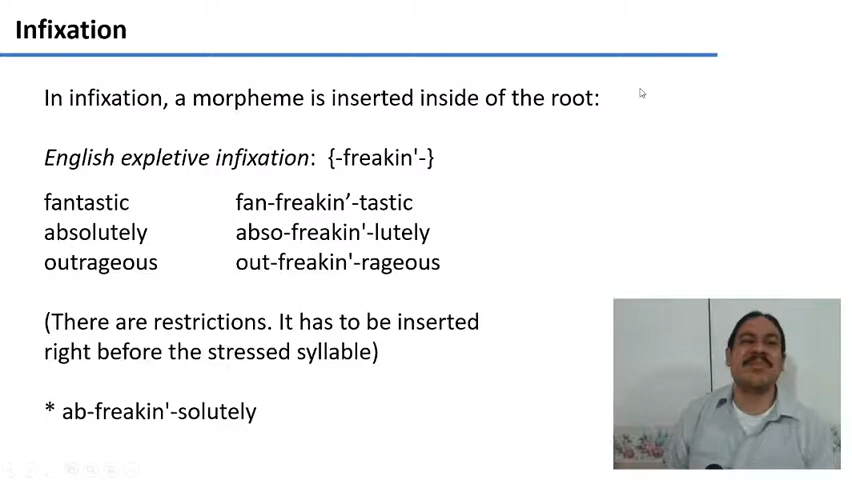 Infixation
In infixation, a morpheme is inserted inside of the root:
English expletive infixation: {-freakin'-}
fantastic fan-freakin’-tastic
absolutely abso-freakin'-lutely
outrageous out-freakin'-rageous
(There are restrictions. It has to be inserted
right before the stressed syllable)
* ab-freakin'-solutely